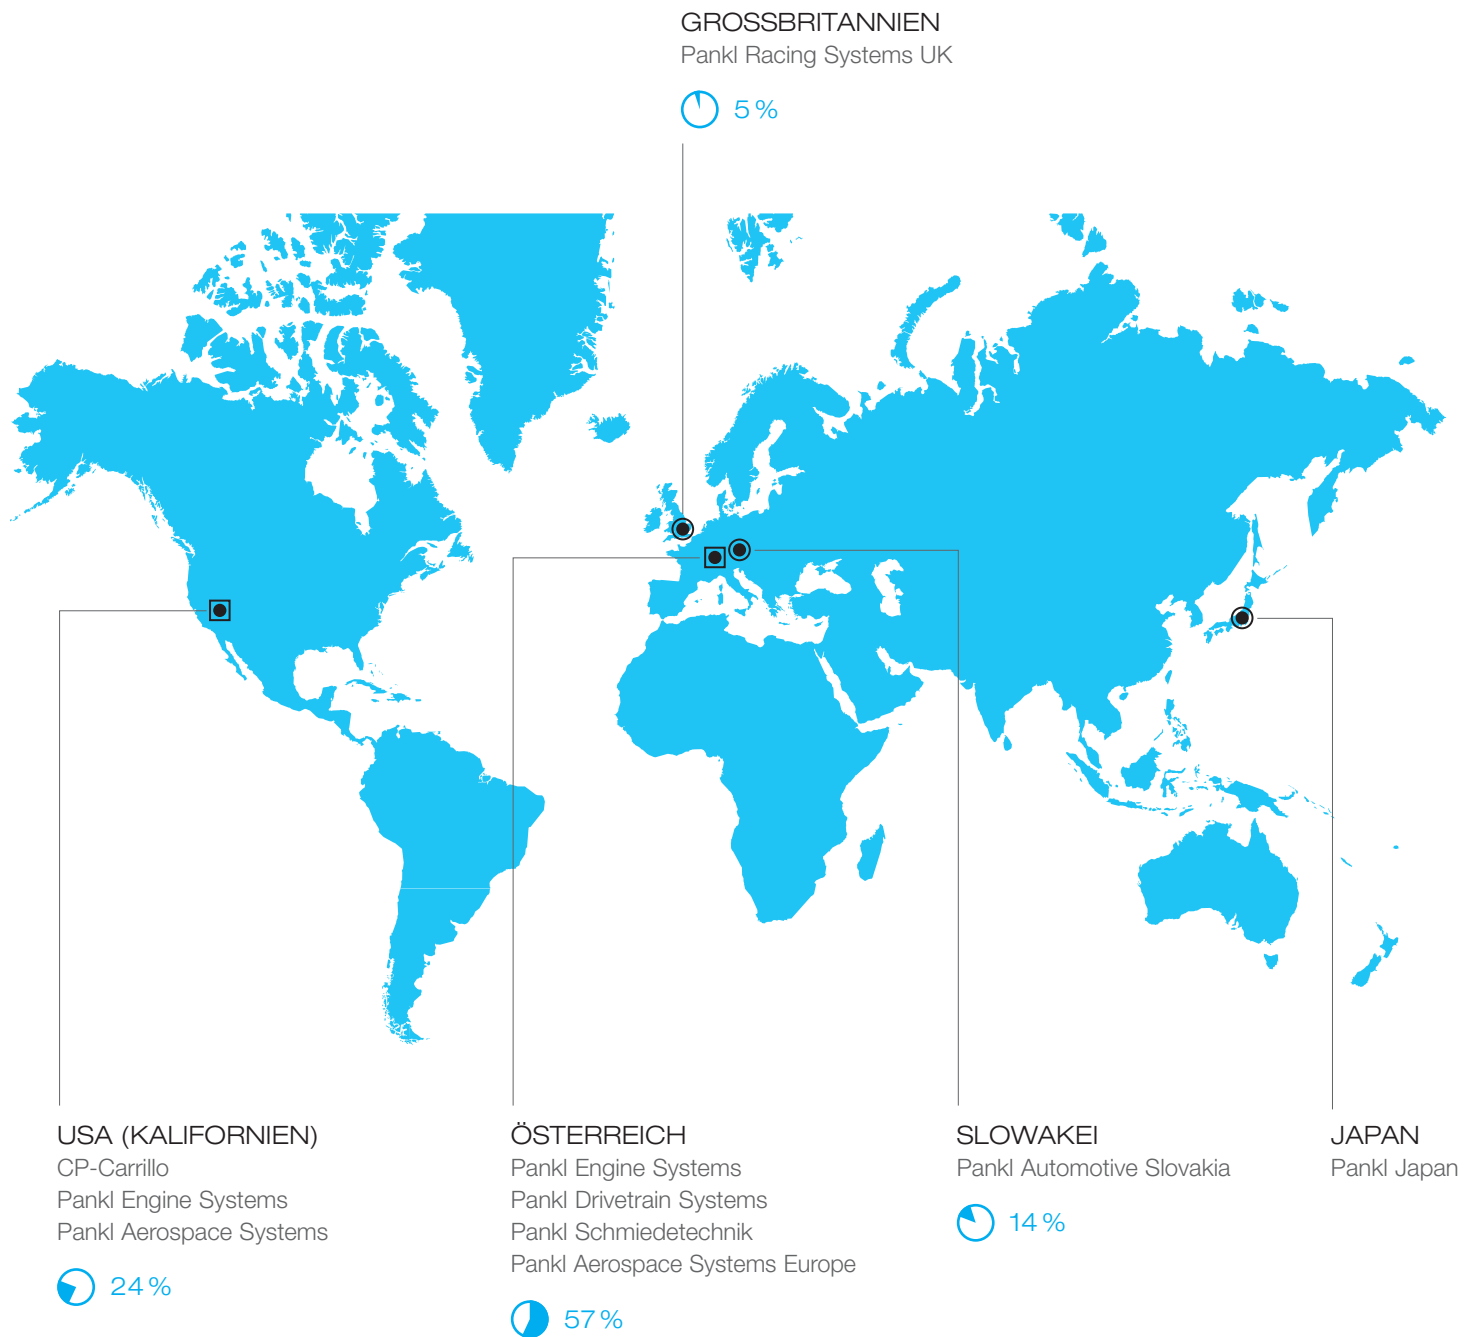 GROSSBRITANNIEN
Pankl Racing Systems UK
5 %
USA (KALIFORNIEN)
CP-Carrillo
Pankl Engine Systems
Pankl Aerospace Systems
24 %
ÖSTERREICH
Pankl Engine Systems
Pankl Drivetrain Systems
Pankl Schmiedetechnik
Pankl Aerospace Systems Europe
57 %
SLOWAKEI
Pankl Automotive Slovakia
14 %
JAPAN
Pankl Japan